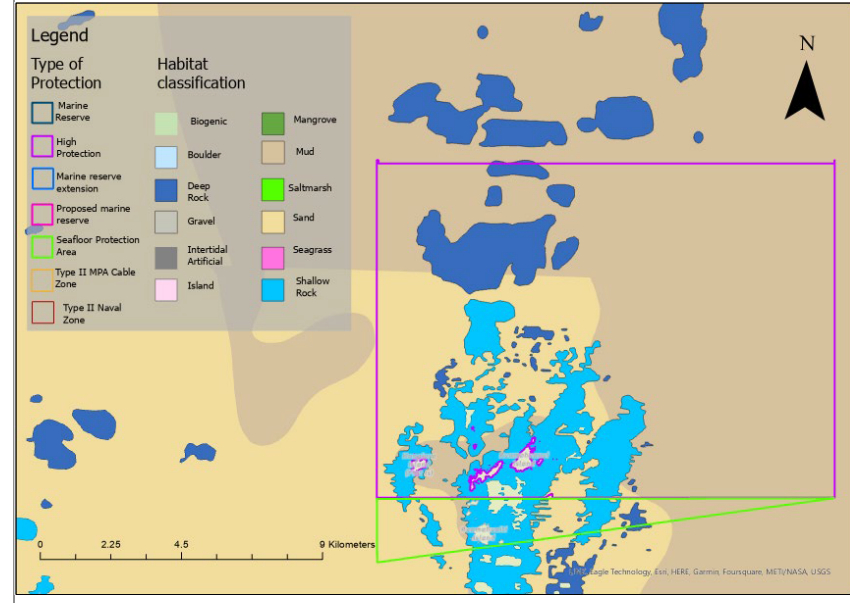 Legend
Type of
Protection
Marine
Reserve
High
Protection
Marine reserve
extension
Proposed marine
reserve
Seafloor Protection
Area
Type II MPA Cable
Zone
Type II Naval
Zone
Habitat
classification
Biogenic
Boulder
Deep
Rock
Gravel
Intertidal
Artificial
Island
Mangrove
Mud
Saltmarsh
Sand
Seagrass
Shallow
Rock
N
0 2.25 4.5 9 Kilometers
Eagle Technology, Esri, HERE, Garmin, Foursquare, METI/NASA, USGS